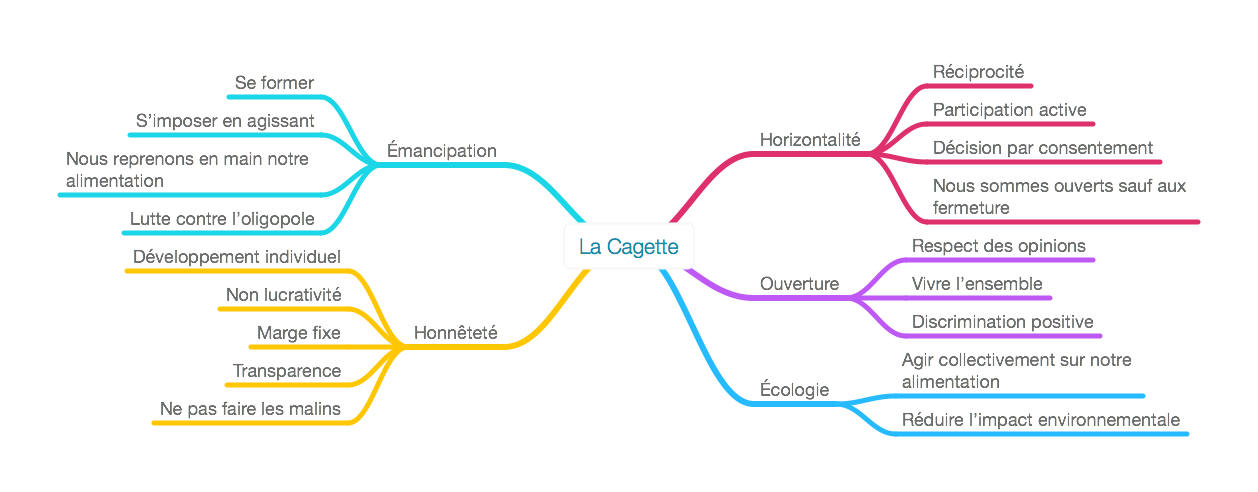 La Cagette
Émancipation
Se former
S'imposer en agissant
Nous reprenons en main notre
alimentation
Lutte contre l'oligopole
Honnêteté
Développement individuel
Non lucrativité
Marge fixe
Transparence
Ne pas faire les malins
Horizontalité
Réciprocité
Participation active
Décision par consentement
Nous sommes ouverts sauf aux
fermeture
Ouverture
Respect des opinions
Vivre l'ensemble
Discrimination positive
Écologie
Agir collectivement sur notre
alimentation
Réduire l'impact environnementale